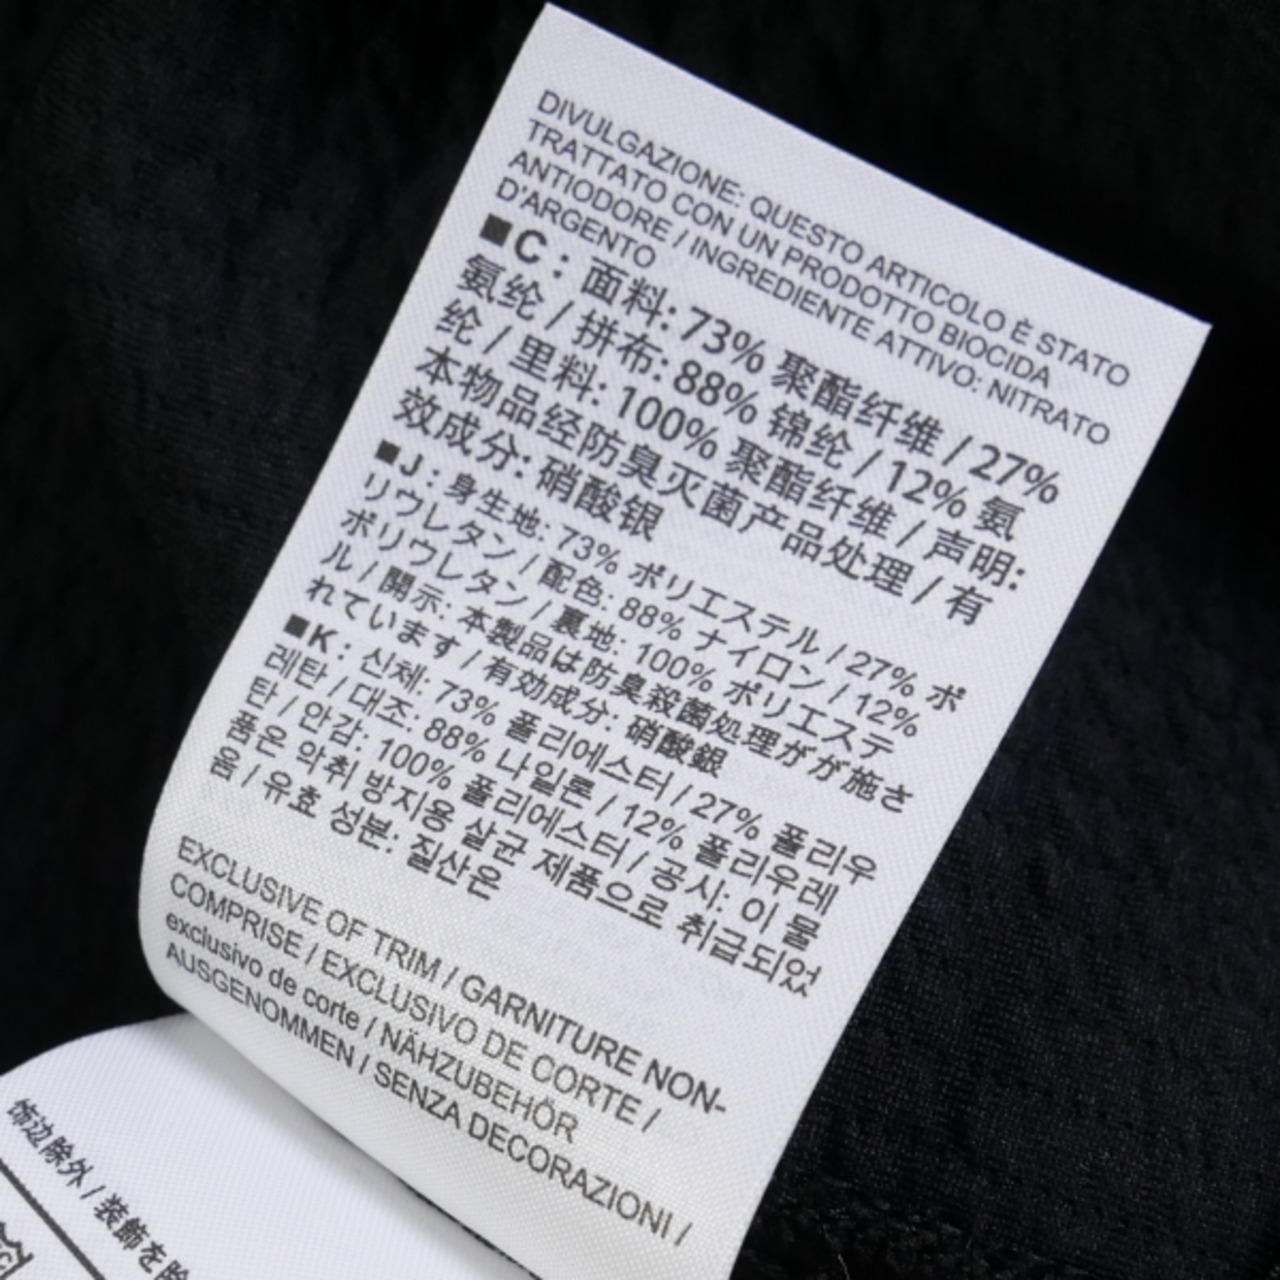 DIVULGAZIONE: QUESTO ARTICOLO È STATO
TRATTATO CON UN PRODOTTO BIOCIDA
ANTIODORE / INGREDIENTE ATTIVO: NITRATO
D'ARGENTO
■C : 面料: 73% 聚酯纤维 / 27%
氨纶 / 拼布: 88% 锦纶 / 12% 氨
纶 / 里料: 100% 聚酯纤维 / 声明:
本物品经防臭灭菌产品处理 / 有
效成分: 硝酸银
■J : 身生地: 73% ポリエステル / 27% ポ
リウレタン / 配色: 88% ナイロン / 12%
ポリウレタン / 裏地: 100% ポリエステ
ル / 開示: 本製品は防臭殺菌処理がが施さ
れています / 有効成分: 硝酸銀
■K : 신체: 73% 폴리에스터 / 27% 폴리우
레탄 / 대조: 88% 나일론 / 12% 폴리우레
탄 / 안감: 100% 폴리에스터 / 공시: 이 물
품은 악취 방지용 살균 제품으로 취급되었
음 / 유효 성분: 질산은
EXCLUSIVE OF TRIM / GARNITURE NON-
COMPRISE / EXCLUSIVO DE CORTE /
exclusivo de corte / NÄHZUBEHÖR
AUSGENOMMEN / SENZA DECORAZIONI /
饰边除外 / 装飾を除